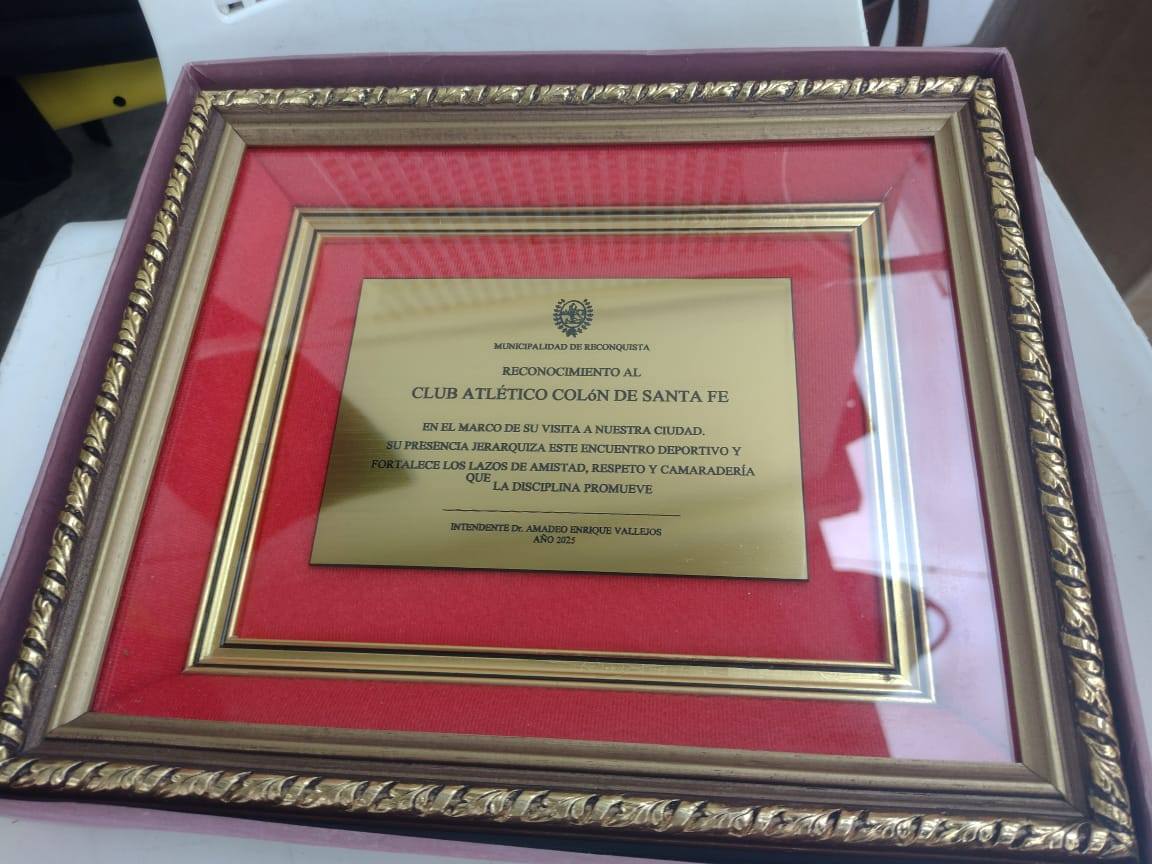 MUNICIPALIDAD DE RECONQUISTA
RECONOCIMIENTO AL
CLUB ATLÉTICO COLóN DE SANTA FE
EN EL MARCO DE SU VISITA A NUESTRA CIUDAD.
SU PRESENCIA JERARQUIZA ESTE ENCUENTRO DEPORTIVO Y
FORTALECE LOS LAZOS DE AMISTAD, RESPETO Y CAMARADERÍA
QUE LA DISCIPLINA PROMUEVE
INTENDENTE Dr. AMADEO ENRIQUE VALLEJOS
AÑO 2025